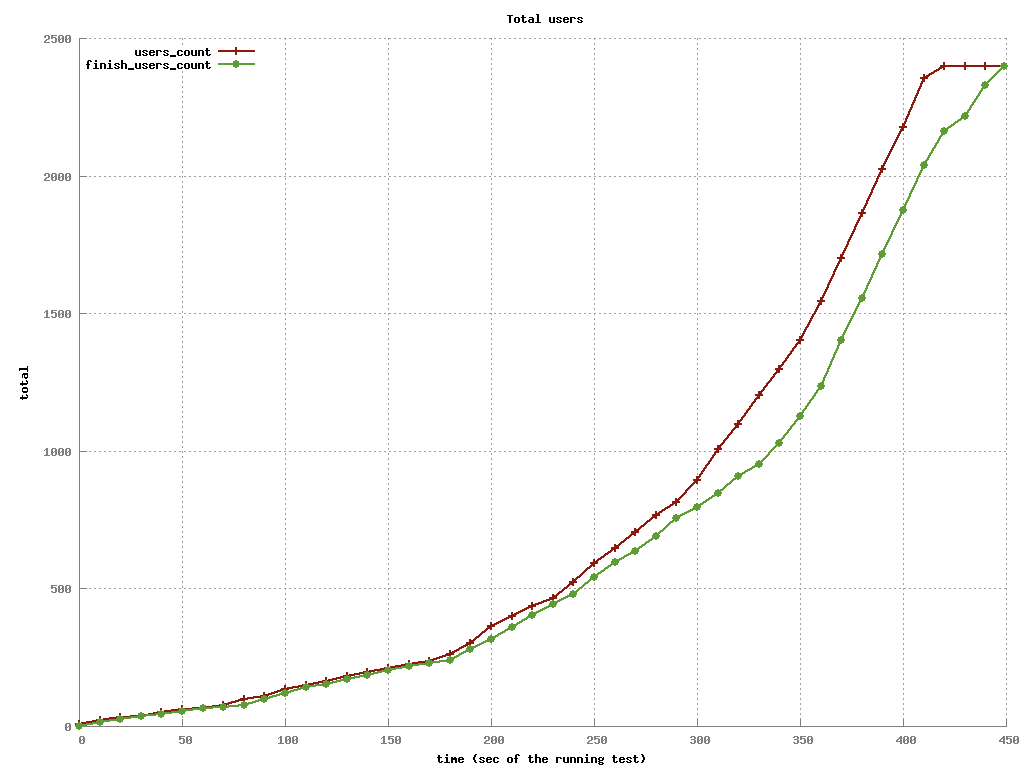 Total users
2500
users_count
finish_users_count
2000
1500
total
1000
500
0
0 50 100 150 200 250 300 350 400 450
time (sec of the running test)